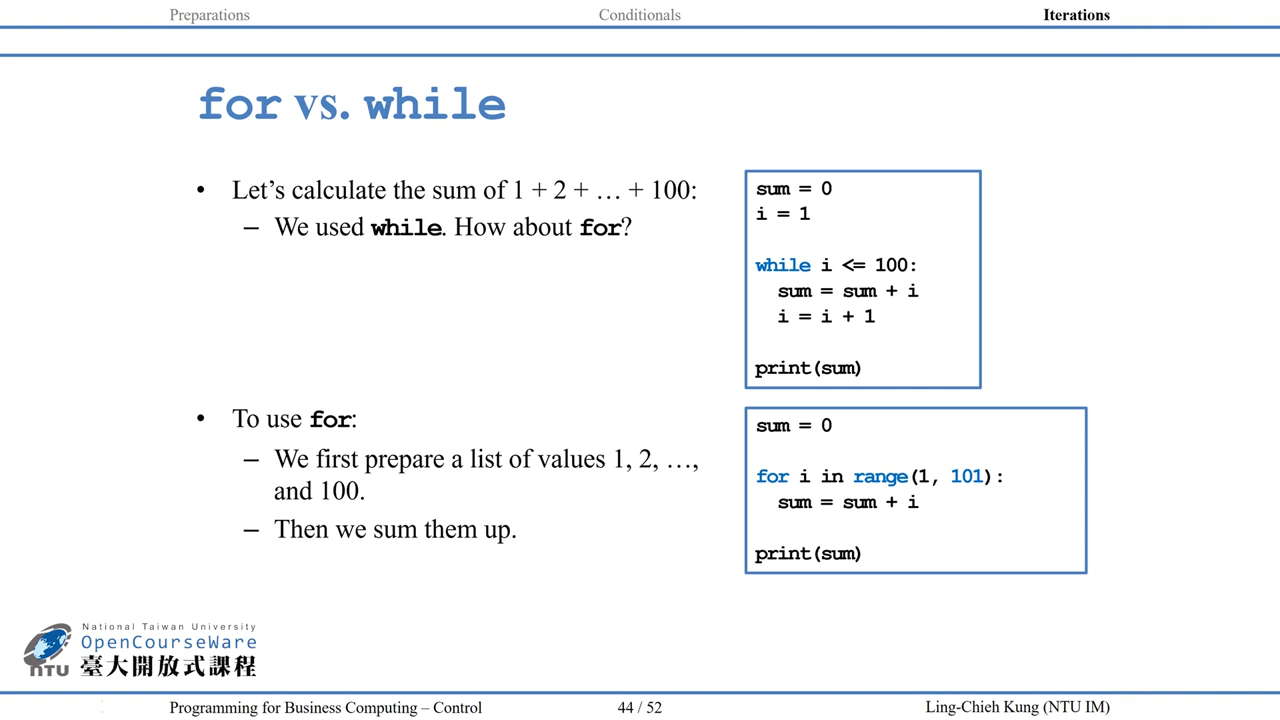 Preparations Conditionals Iterations
for vs. while
• Let’s calculate the sum of 1 + 2 + … + 100:
– We used while. How about for?
sum = 0
i = 1
while i <= 100:
  sum = sum + i
  i = i + 1
print(sum)
• To use for:
– We first prepare a list of values 1, 2, …,
and 100.
– Then we sum them up.
sum = 0
for i in range(1, 101):
  sum = sum + i
print(sum)
National Taiwan University
OpenCourseWare
NTU 臺大開放式課程
Programming for Business Computing – Control 44 / 52 Ling-Chieh Kung (NTU IM)